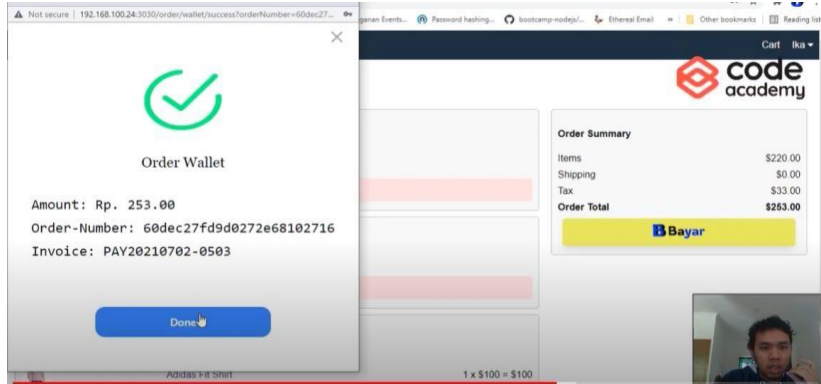 Not secure | 192.168.100.24:3030/order/wallet/success?orderNumber=60dec27...
Events... Password hashing... bootcamp-nodejs/... Ethereal Email » Other bookmarks Reading list
Cart Ika
code
academy
Order Wallet
Amount: Rp. 253.00
Order-Number: 60dec27fd9d0272e68102716
Invoice: PAY20210702-0503
Done
Order Summary
Items $220.00
Shipping $0.00
Tax $33.00
Order Total $253.00
Bayar
Adidas Fit Shirt 1 x $100 = $100